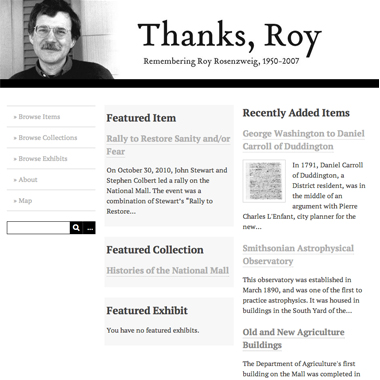 Thanks, Roy
Remembering Roy Rosenzweig, 1950-2007
» Browse Items
» Browse Collections
» Browse Exhibits
» About
» Map
...
Featured Item
Rally to Restore Sanity and/or
Fear
On October 30, 2010, John Stewart and
Stephen Colbert led a rally on the
National Mall. The event was a
combination of Stewart's "Rally to
Restore...
Featured Collection
Histories of the National Mall
Featured Exhibit
You have no featured exhibits.
Recently Added Items
George Washington to Daniel
Carroll of Duddington
In 1791, Daniel Carroll
of Duddington, a
District resident, was in
the middle of an
argument with Pierre
Charles L'Enfant, city planner for the
new...
Smithsonian Astrophysical
Observatory
This observatory was established in
March 1890, and was one of the first to
practice astrophysics. It was housed in
buildings in the South Yard of the...
Old and New Agriculture
Buildings
The Department of Agriculture's first
building on the Mall was completed in